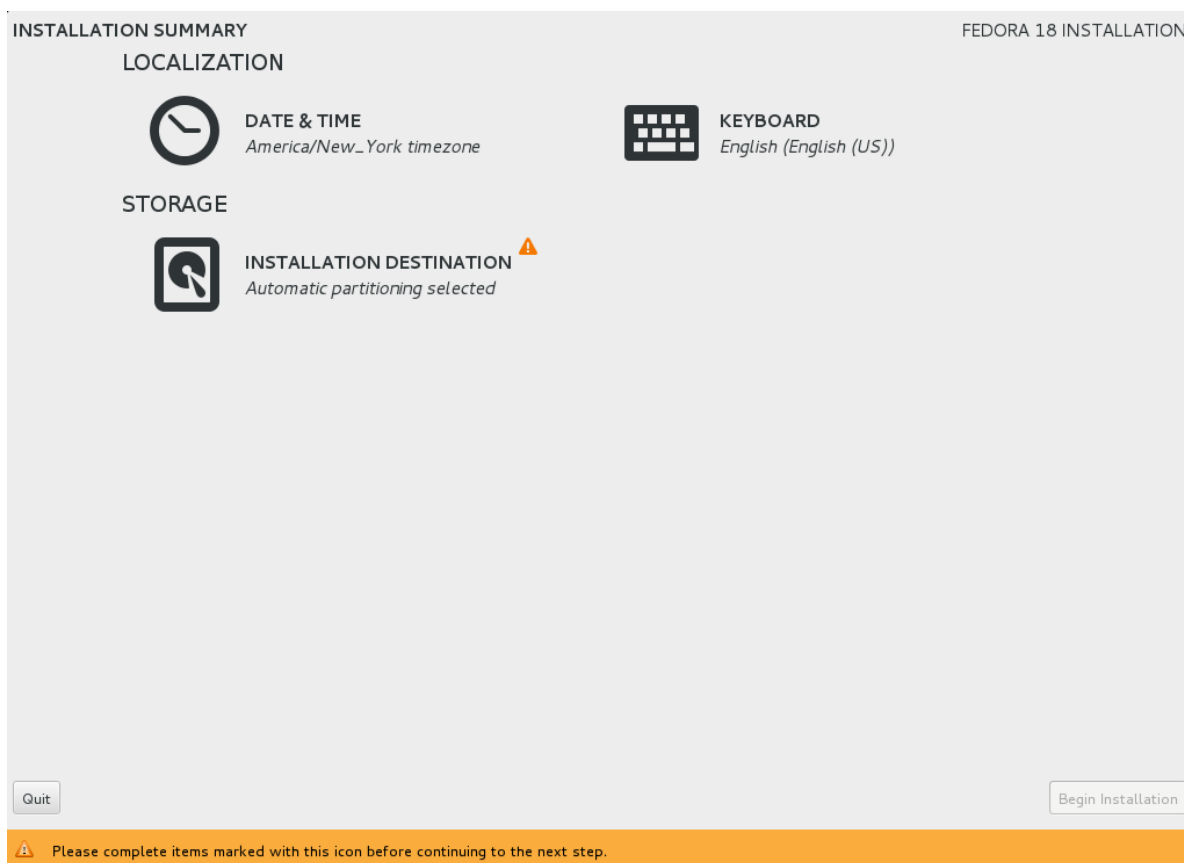 INSTALLATION SUMMARY
FEDORA 18 INSTALLATION
LOCALIZATION
DATE & TIME
America/New_York timezone
KEYBOARD
English (English (US))
STORAGE
INSTALLATION DESTINATION
Automatic partitioning selected
Quit
Begin Installation
Please complete items marked with this icon before continuing to the next step.